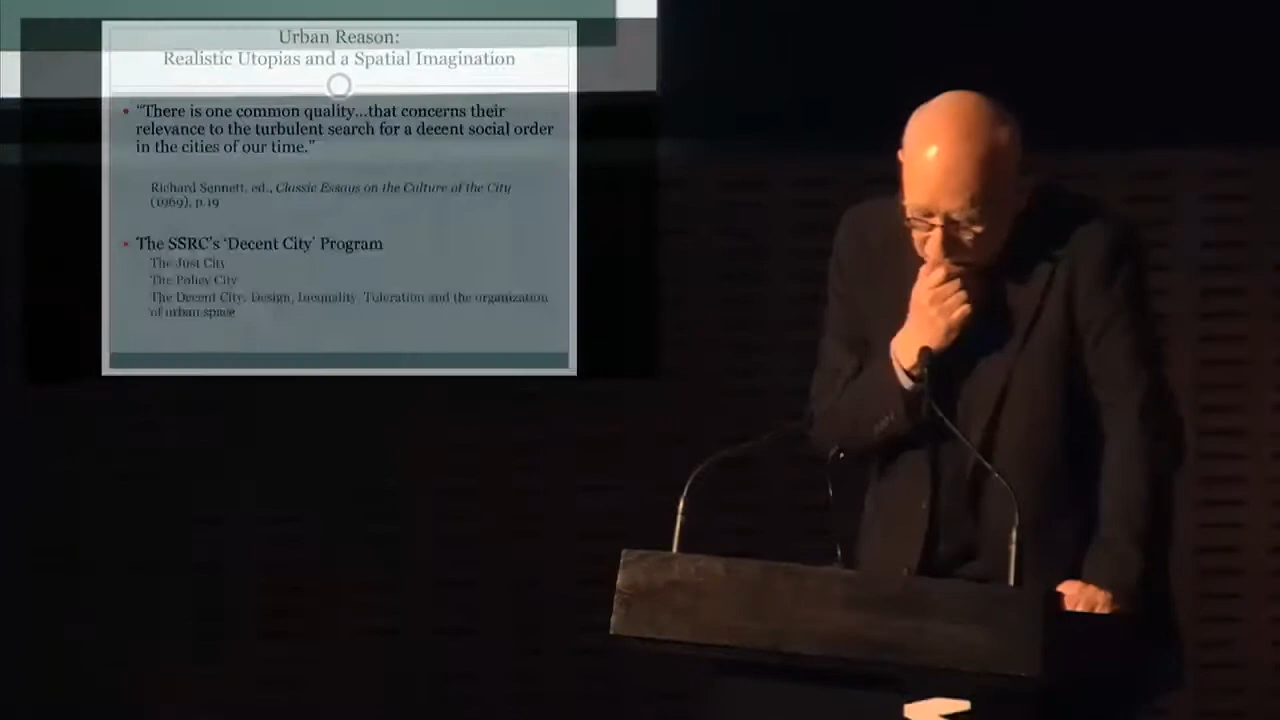 Urban Reason:
Realistic Utopias and a Spatial Imagination
• “There is one common quality...that concerns their
relevance to the turbulent search for a decent social order
in the cities of our time.”
Richard Sennett, ed., Classic Essays on the Culture of the City
(1969), p.19
• The SSRC’s ‘Decent City’ Program
The Just City
The Policy City
The Decent City: Design, Inequality, Toleration and the organization
of urban space